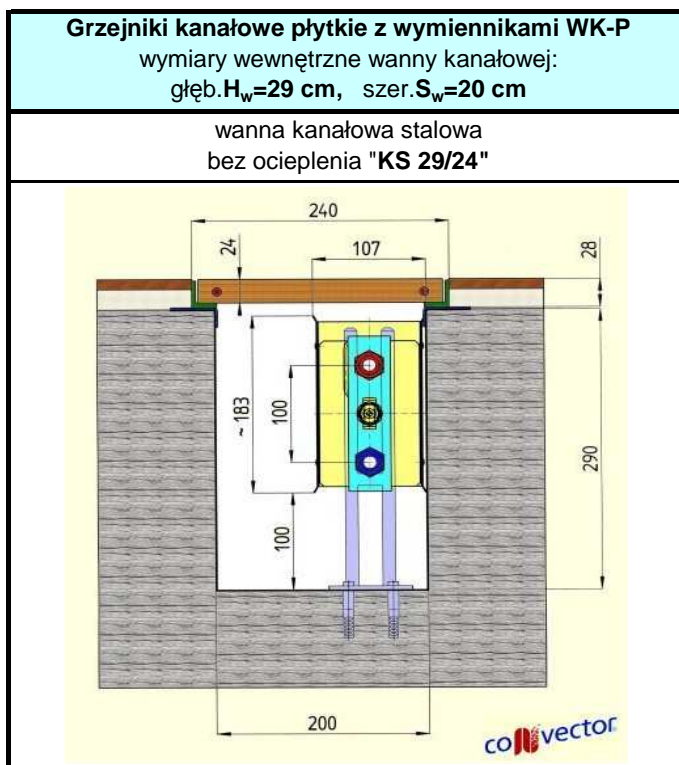 Grzejniki kanałowe płytkie z wymiennikami WK-P
wymiary wewnętrzne wanny kanałowej:
głęb.Hw=29 cm, szer.Sw=20 cm
wanna kanałowa stalowa
bez ocieplenia "KS 29/24"
240
24
107
28
~183
100
290
100
200
convector